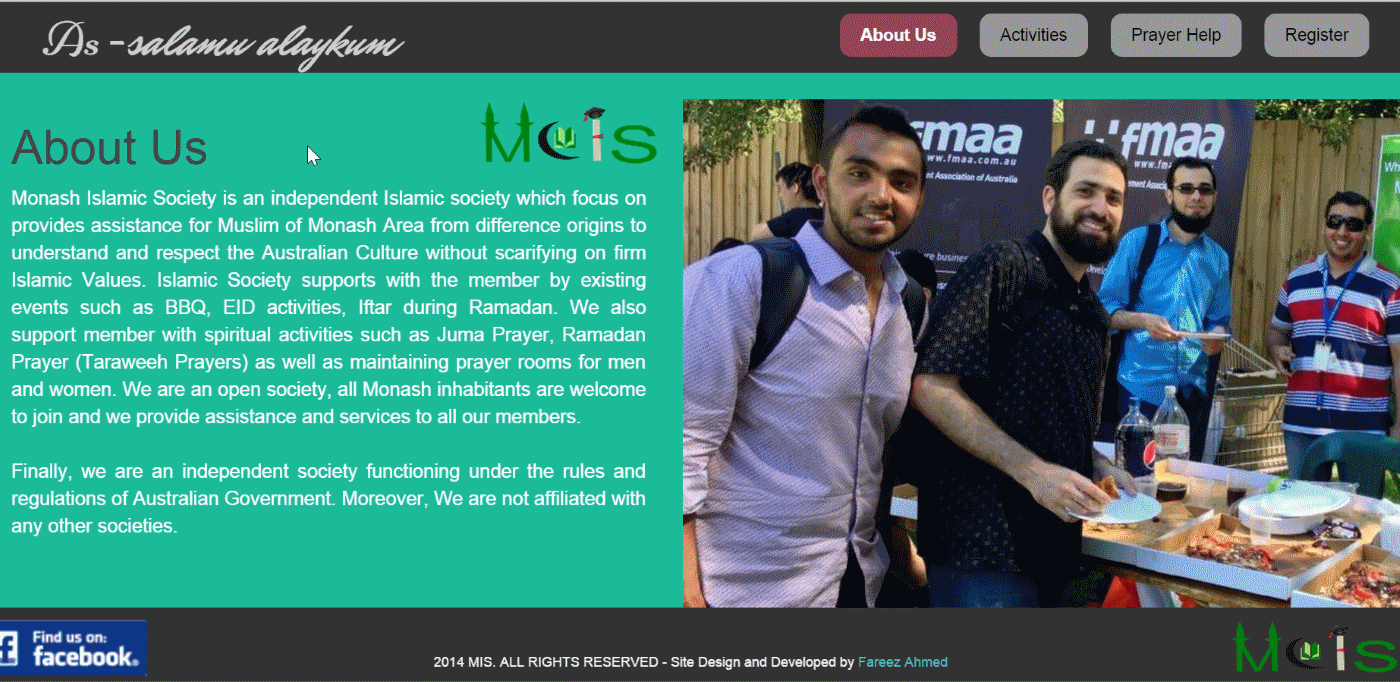 As -salamu alaykum
About Us
Activities
Prayer Help
Register
About Us
MCIS
Monash Islamic Society is an independent Islamic society which focus on
provides assistance for Muslim of Monash Area from difference origins to
understand and respect the Australian Culture without scarifying on firm
Islamic Values. Islamic Society supports with the member by existing
events such as BBQ, EID activities, Iftar during Ramadan. We also
support member with spiritual activities such as Juma Prayer, Ramadan
Prayer (Taraweeh Prayers) as well as maintaining prayer rooms for men
and women. We are an open society, all Monash inhabitants are welcome
to join and we provide assistance and services to all our members.
Finally, we are an independent society functioning under the rules and
regulations of Australian Government. Moreover, We are not affiliated with
any other societies.
fmaa
www.fmaa.com.au
ent Association of Australia
fmaa
Find us on:
facebook.
2014 MIS. ALL RIGHTS RESERVED - Site Design and Developed by Fareez Ahmed
MCIS